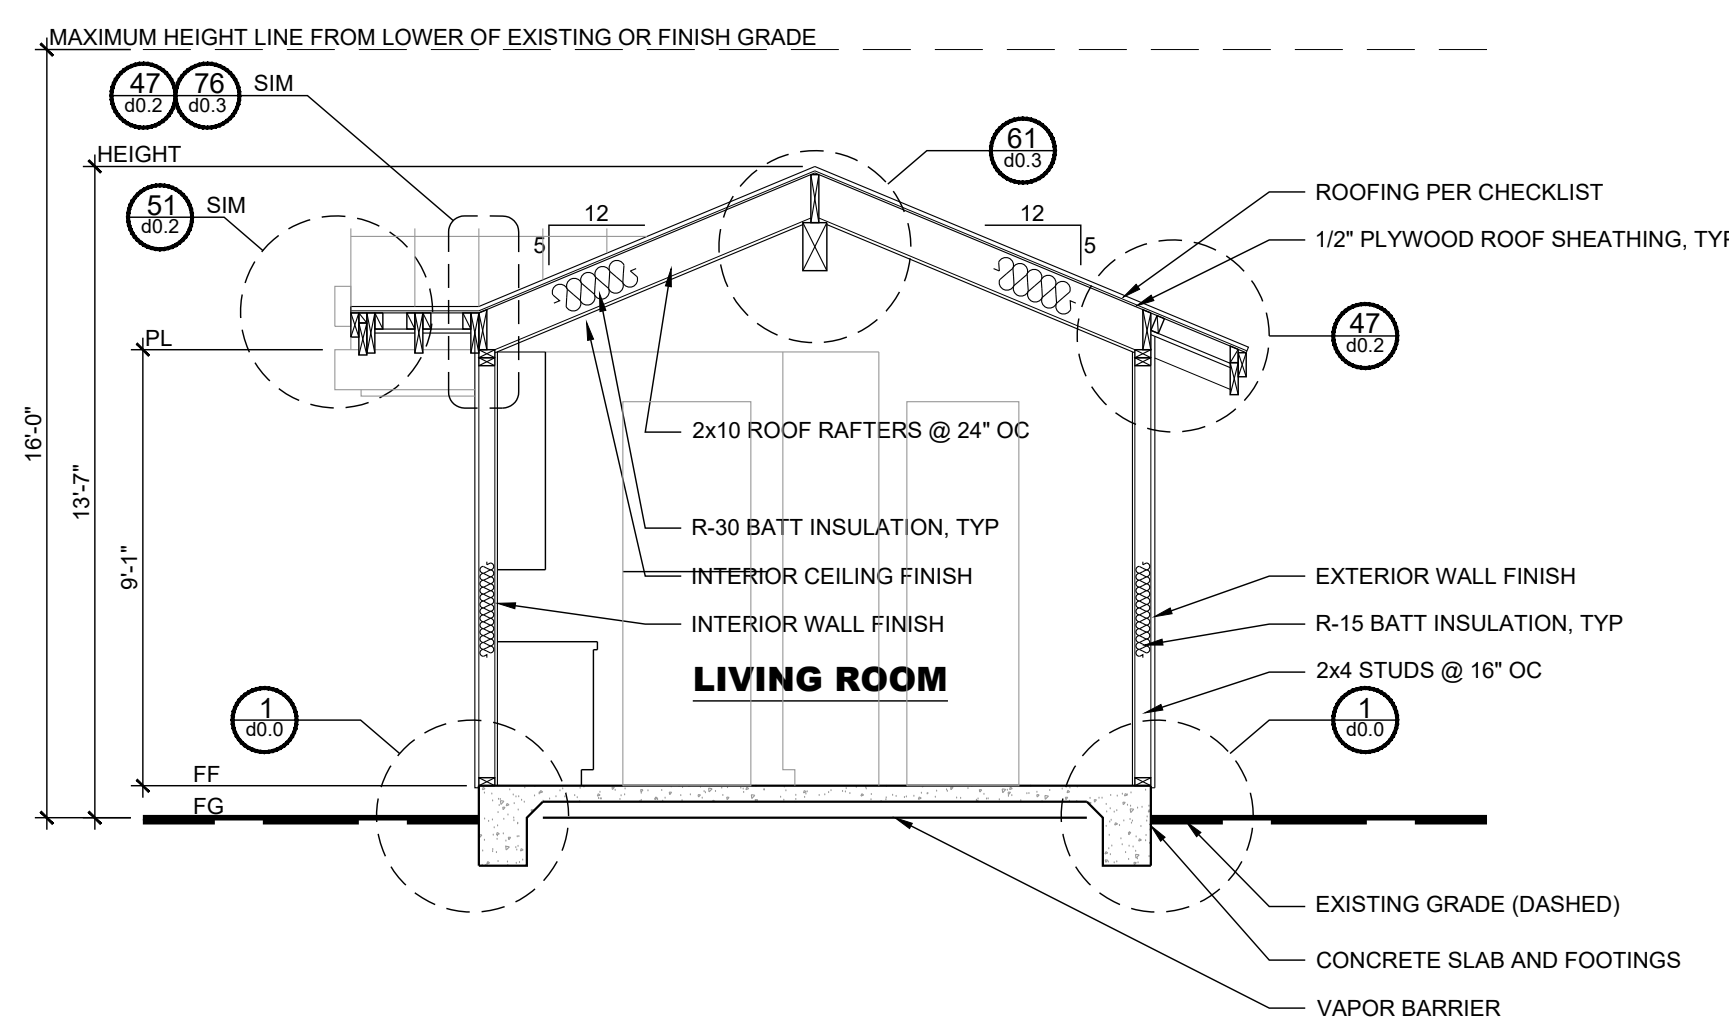 MAXIMUM HEIGHT LINE FROM LOWER OF EXISTING OR FINISH GRADE
47
d0.2
76
d0.3
SIM
HEIGHT
61
d0.3
51
d0.2
SIM
12
5
12
5
ROOFING PER CHECKLIST
1/2" PLYWOOD ROOF SHEATHING, TYP
47
d0.2
PL
16'-0"
13'-7"
9'-1"
2x10 ROOF RAFTERS @ 24" OC
R-30 BATT INSULATION, TYP
INTERIOR CEILING FINISH
INTERIOR WALL FINISH
LIVING ROOM
EXTERIOR WALL FINISH
R-15 BATT INSULATION, TYP
2x4 STUDS @ 16" OC
1
d0.0
1
d0.0
FF
FG
EXISTING GRADE (DASHED)
CONCRETE SLAB AND FOOTINGS
VAPOR BARRIER